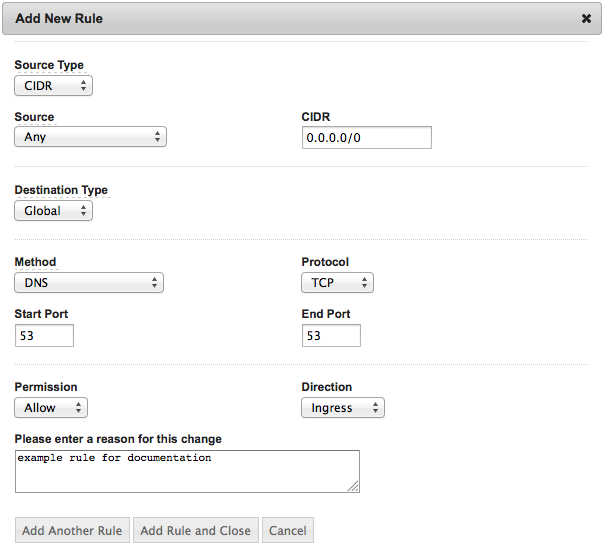 Add New Rule
Source Type
CIDR
Source
CIDR
Any
0.0.0.0/0
Destination Type
Global
Method
Protocol
DNS
TCP
Start Port
End Port
53
53
Permission
Direction
Allow
Ingress
Please enter a reason for this change
example rule for documentation
Add Another Rule
Add Rule and Close
Cancel